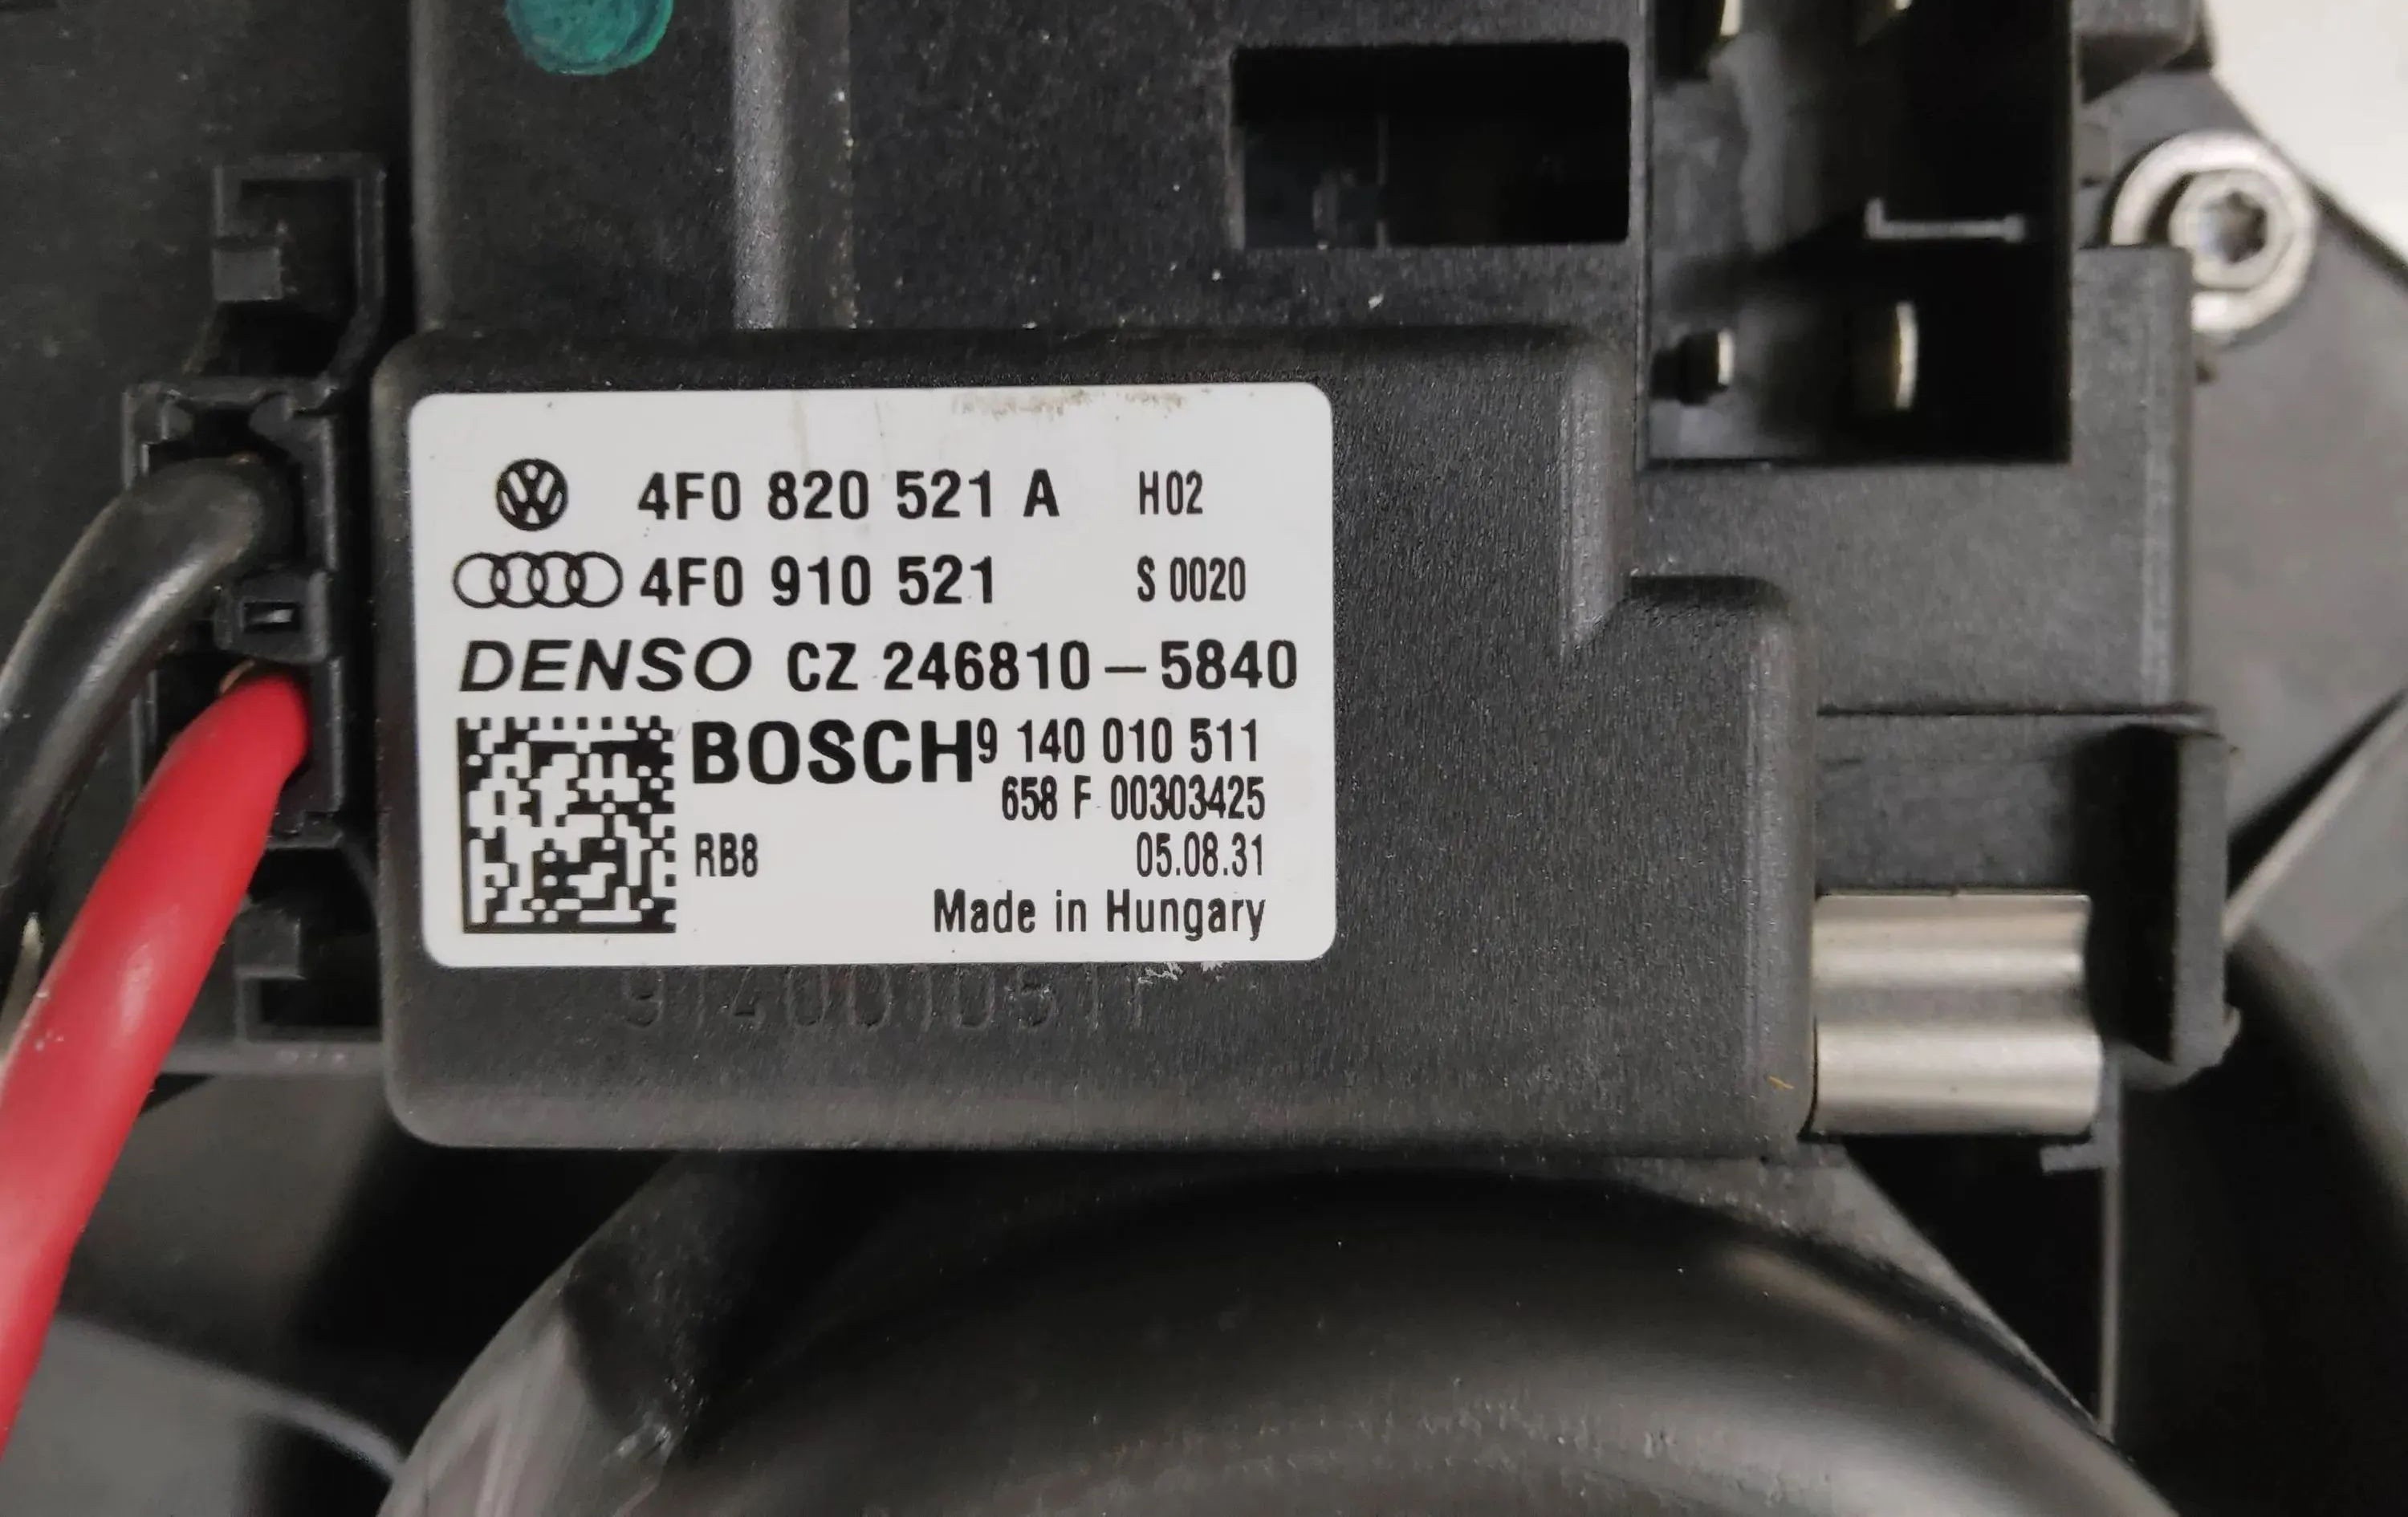 4F0 820 521 A H02
4F0 910 521 S 0020
DENSO CZ 246810-5840
BOSCH 9 140 010 511
658 F 00303425
RB8 05.08.31
Made in Hungary
9140010511